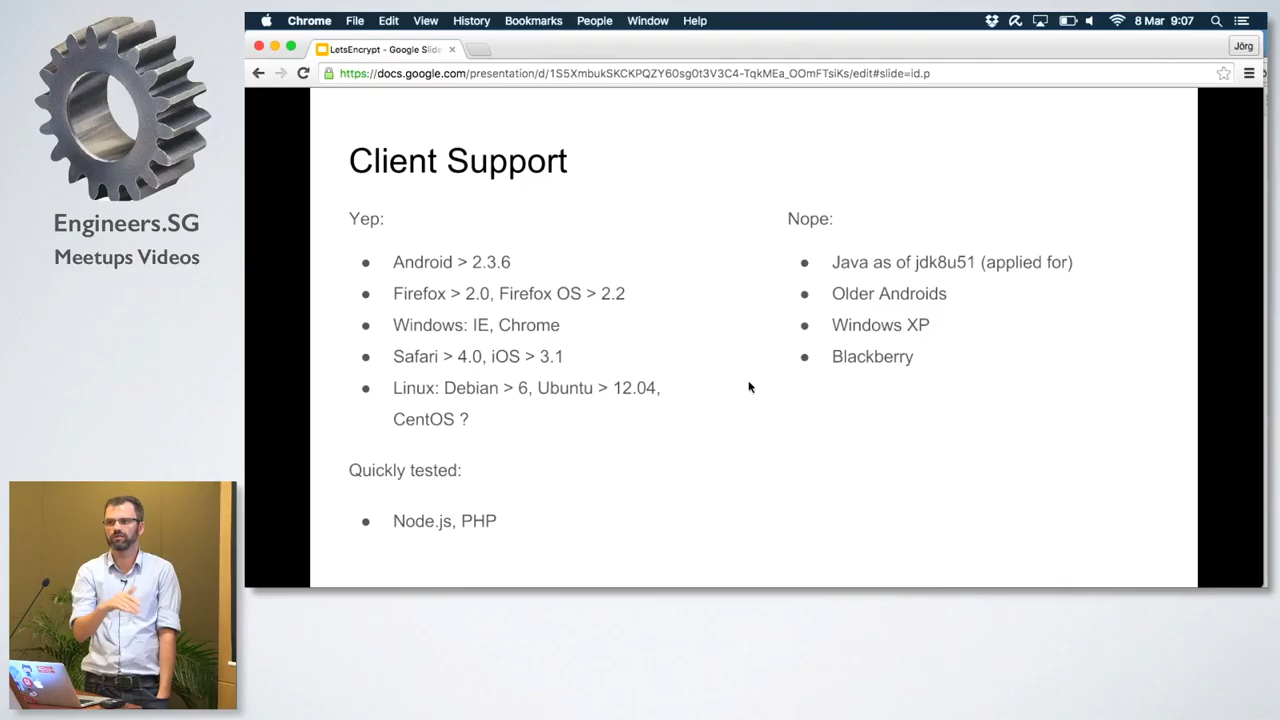 Chrome File Edit View History Bookmarks People Window Help 8 Mar 9:07
LetsEncrypt - Google Slide
Jörg
https://docs.google.com/presentation/d/1S5XmbukSKCKPQZY60sg0t3V3C4-TqkMEa_OOmFTsiKs/edit#slide=id.p
Engineers.SG
Meetups Videos
Client Support
Yep:
Android > 2.3.6
Firefox > 2.0, Firefox OS > 2.2
Windows: IE, Chrome
Safari > 4.0, iOS > 3.1
Linux: Debian > 6, Ubuntu > 12.04,
CentOS ?
Quickly tested:
Node.js, PHP
Nope:
Java as of jdk8u51 (applied for)
Older Androids
Windows XP
Blackberry